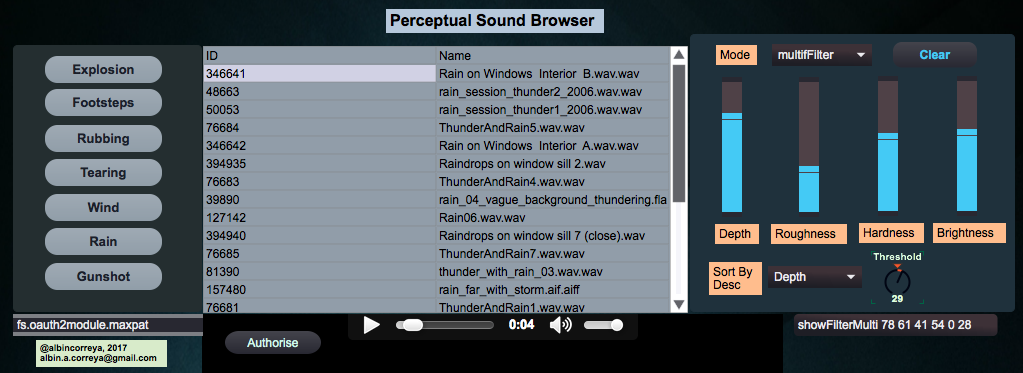 Perceptual Sound Browser
Explosion
Footsteps
Rubbing
Tearing
Wind
Rain
Gunshot
ID Name
346641 Rain on Windows Interior B.wav.wav
48663 rain_session_thunder2_2006.wav.wav
50053 rain_session_thunder1_2006.wav.wav
76684 ThunderAndRain5.wav.wav
346642 Rain on Windows Interior A.wav.wav
394935 Raindrops on window sill 2.wav
76683 ThunderAndRain4.wav.wav
39890 rain_04_vague_background_thundering.fla
127142 Rain06.wav.wav
394940 Raindrops on window sill 7 (close).wav
76685 ThunderAndRain7.wav.wav
81390 thunder_with_rain_03.wav.wav
157480 rain_far_with_storm.aif.aiff
76681 ThunderAndRain1.wav.wav
Mode multifFilter Clear
Depth Roughness Hardness Brightness
Sort By
Desc
Depth
Threshold
29
fs.oauth2module.maxpat
@albincorreya, 2017
albin.a.correya@gmail.com
Authorise
0:04
showFilterMulti 78 61 41 54 0 28